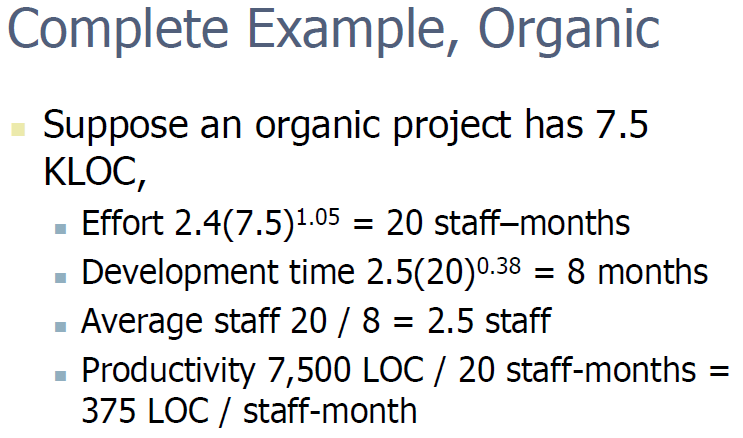 Complete Example, Organic
Suppose an organic project has 7.5
KLOC,
Effort 2.4(7.5)^1.05 = 20 staff–months
Development time 2.5(20)^0.38 = 8 months
Average staff 20 / 8 = 2.5 staff
Productivity 7,500 LOC / 20 staff-months =
375 LOC / staff-month